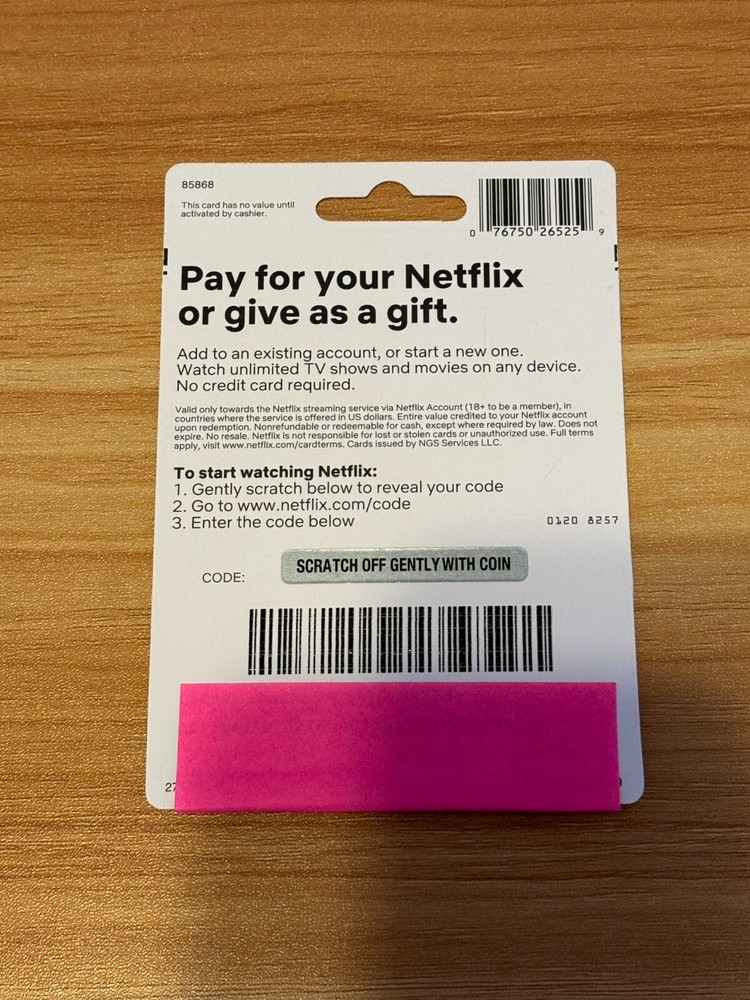 85868
This card has no value until
activated by cashier.
0 76750 26525 9
Pay for your Netflix
or give as a gift.
Add to an existing account, or start a new one.
Watch unlimited TV shows and movies on any device.
No credit card required.
Valid only towards the Netflix streaming service via Netflix Account (18+ to be a member), in
countries where the service is offered in US dollars. Entire value credited to your Netflix account
upon redemption. Nonrefundable or redeemable for cash, except where required by law. Does not
expire. No resale. Netflix is not responsible for lost or stolen cards or unauthorized use. Full terms
apply, visit www.netflix.com/cardterms. Cards issued by NGS Services LLC.
To start watching Netflix:
1. Gently scratch below to reveal your code
2. Go to www.netflix.com/code
3. Enter the code below
0120 8257
CODE:
SCRATCH OFF GENTLY WITH COIN
27